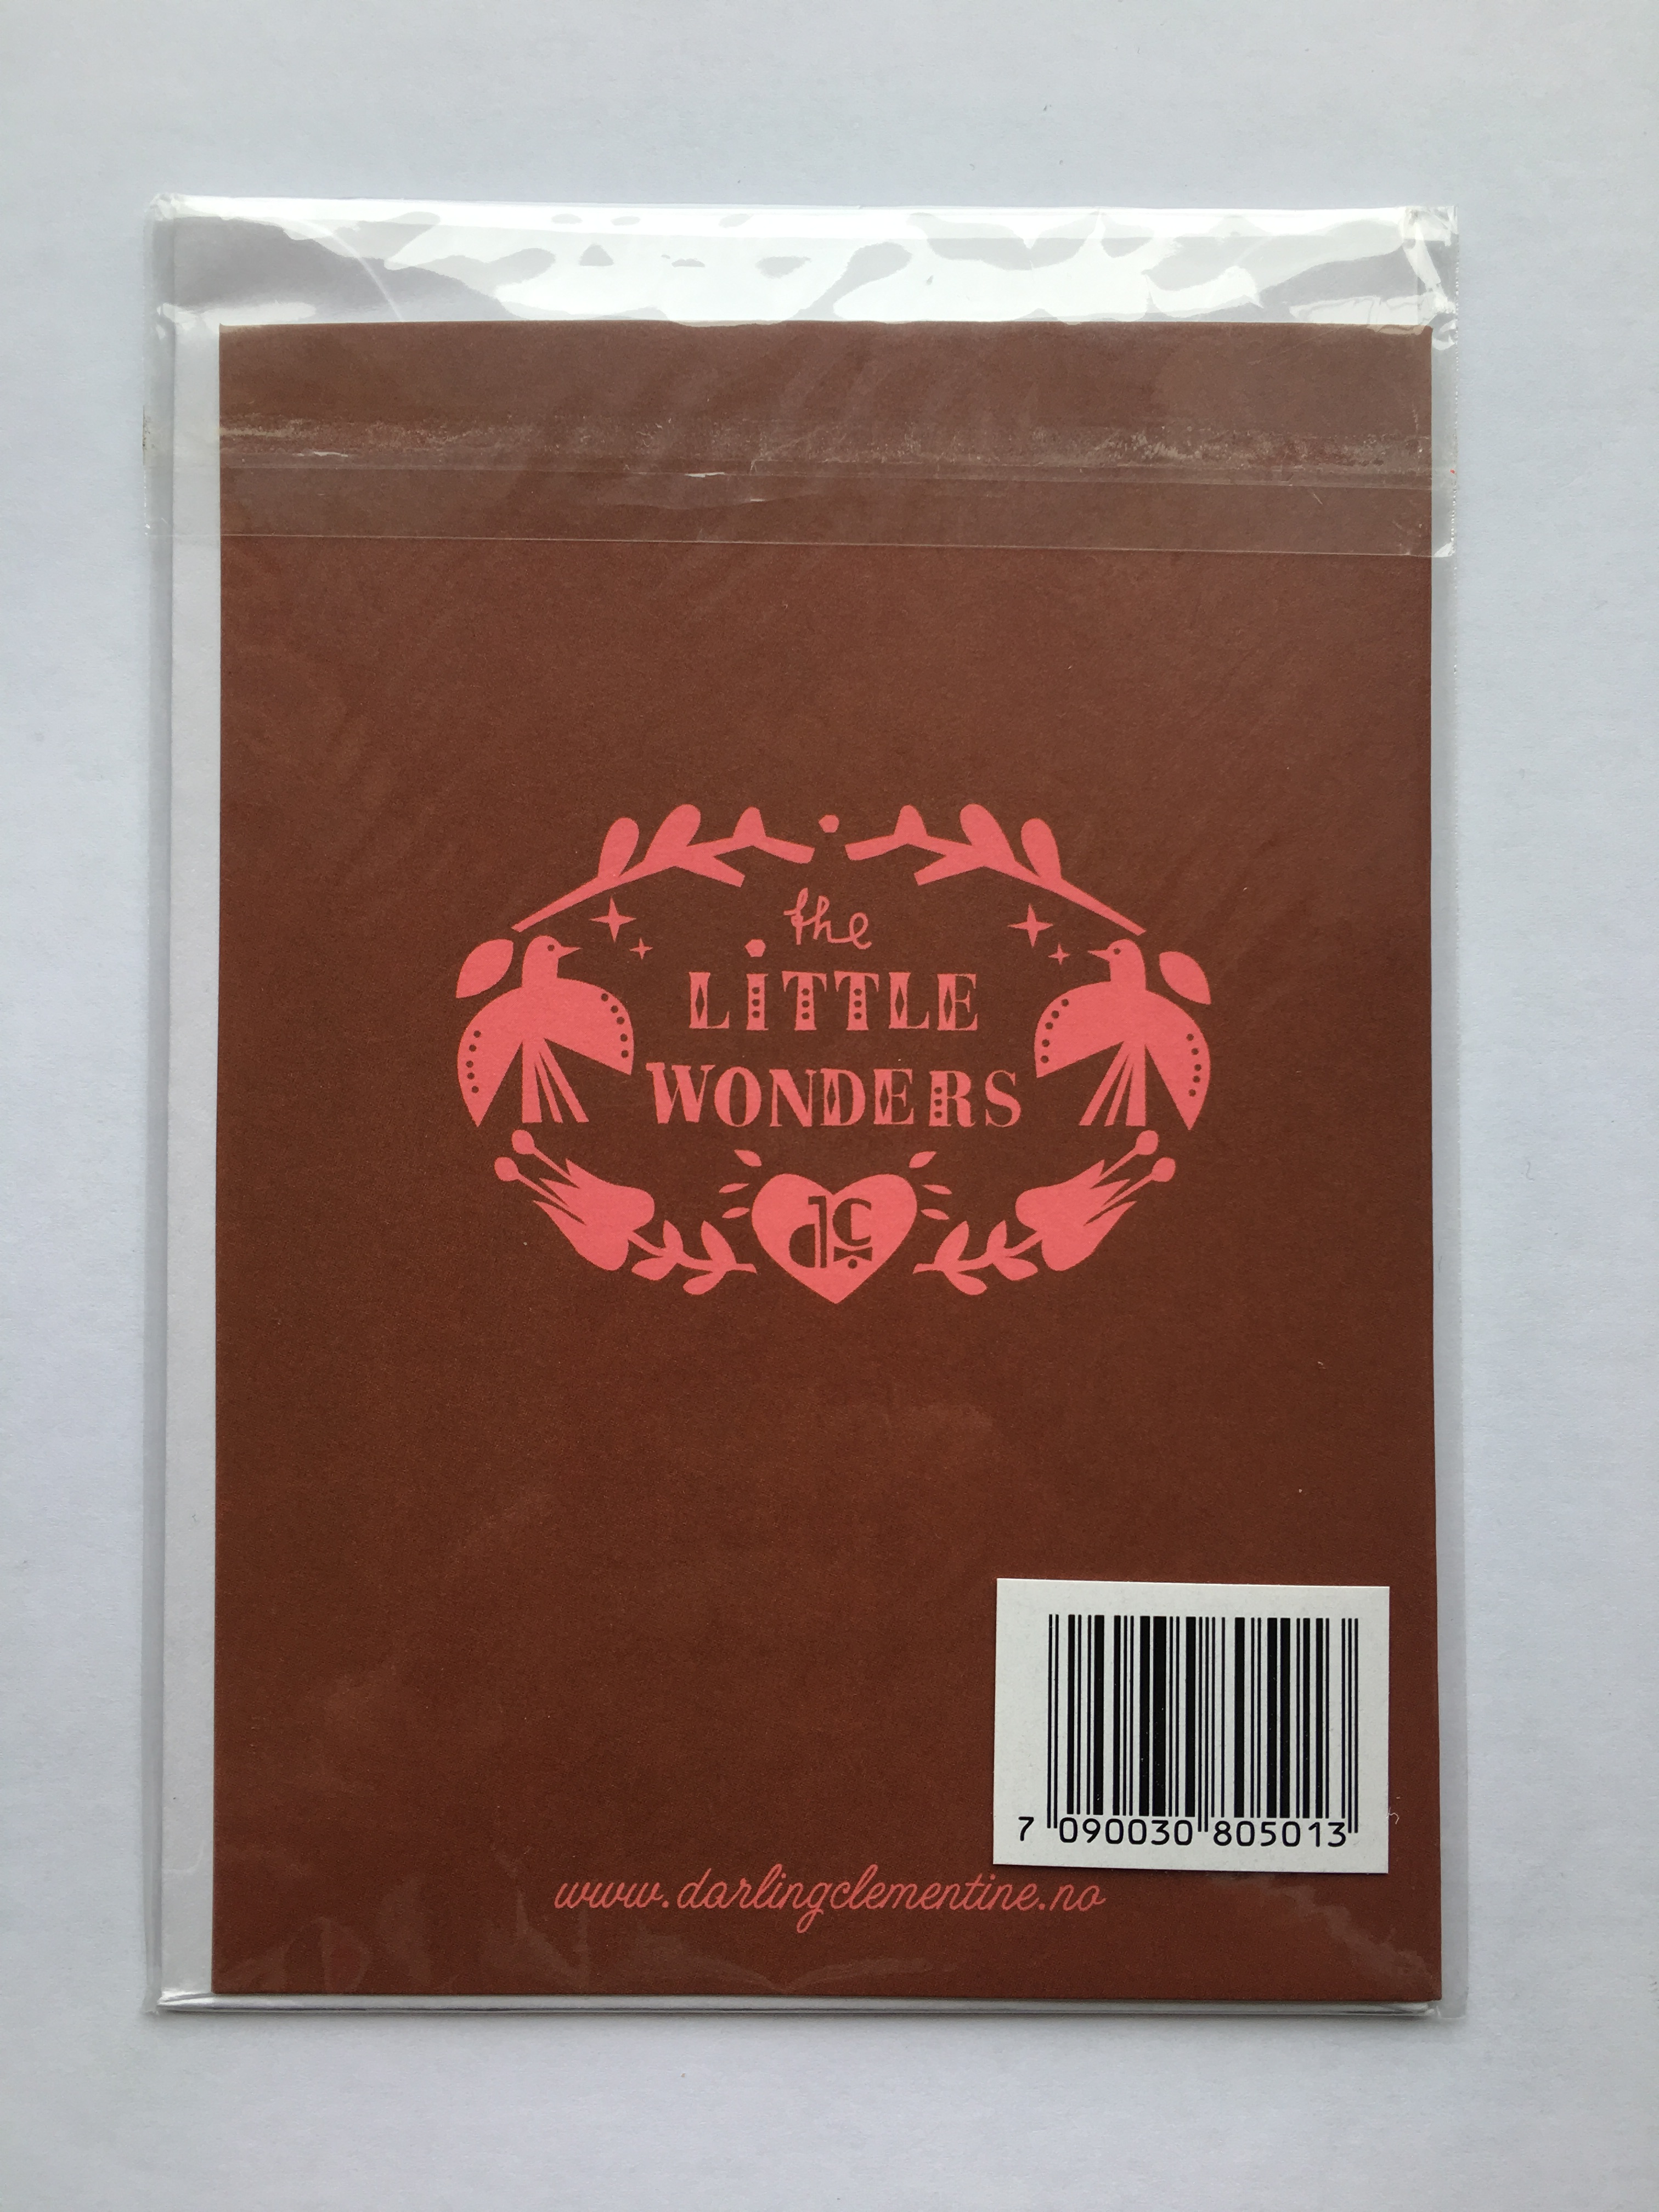 the
LiTTLE
WONDERS
dc
7 090030 805013
www.darlingclementine.no